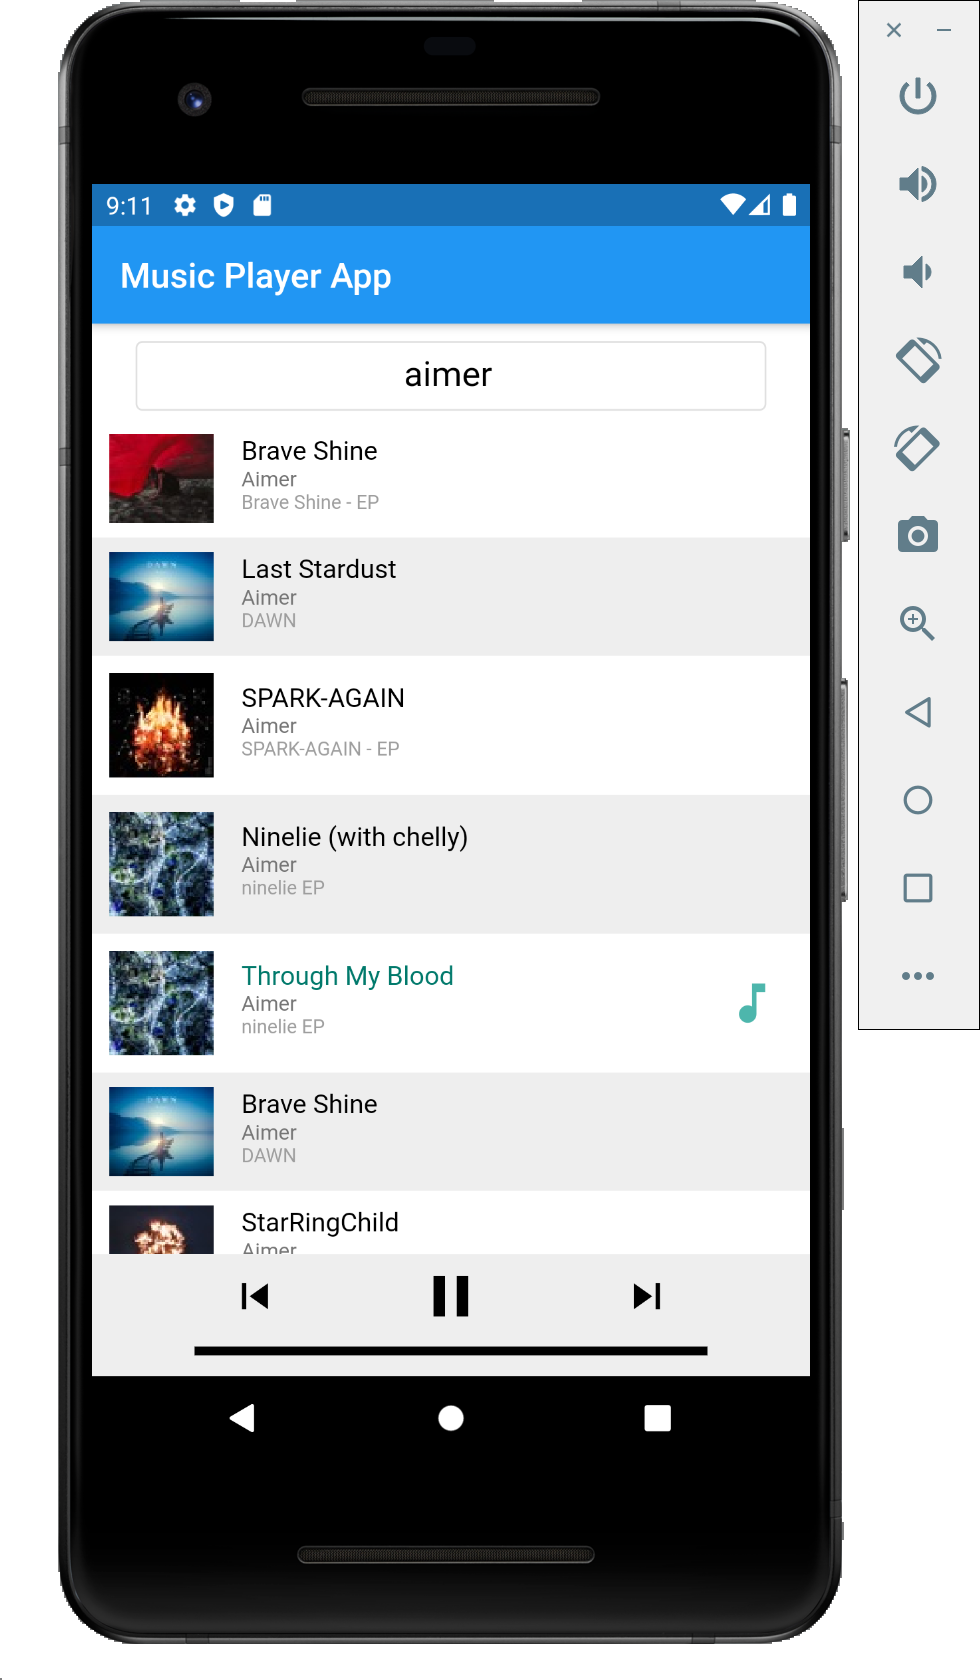 9:11
Music Player App
aimer
Brave Shine
Aimer
Brave Shine - EP
Last Stardust
Aimer
DAWN
SPARK-AGAIN
Aimer
SPARK-AGAIN - EP
Ninelie (with chelly)
Aimer
ninelie EP
Through My Blood
Aimer
ninelie EP
Brave Shine
Aimer
DAWN
StarRingChild
Aimer